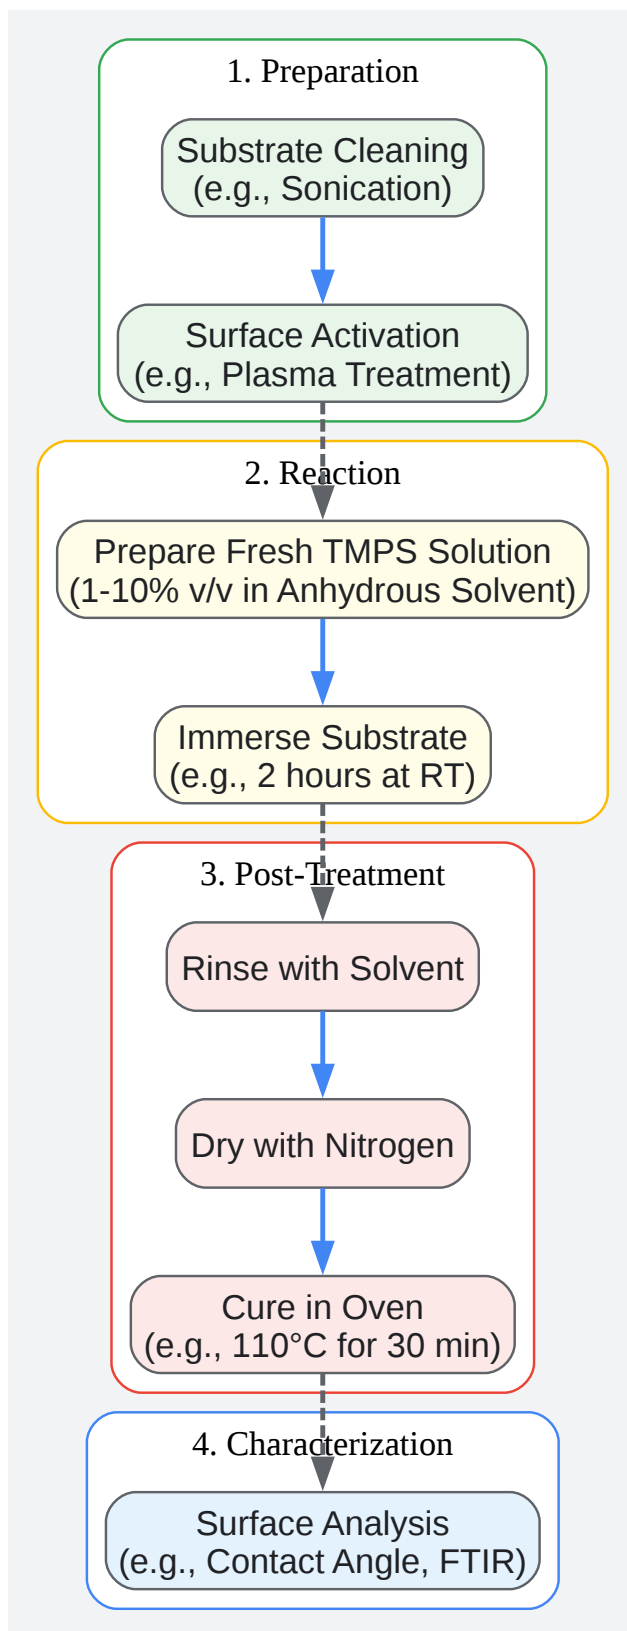 1. Preparation
Substrate Cleaning
(e.g., Sonication)
Surface Activation
(e.g., Plasma Treatment)
2. Reaction
Prepare Fresh TMPS Solution
(1-10% v/v in Anhydrous Solvent)
Immerse Substrate
(e.g., 2 hours at RT)
3. Post-Treatment
Rinse with Solvent
Dry with Nitrogen
Cure in Oven
(e.g., 110°C for 30 min)
4. Characterization
Surface Analysis
(e.g., Contact Angle, FTIR)